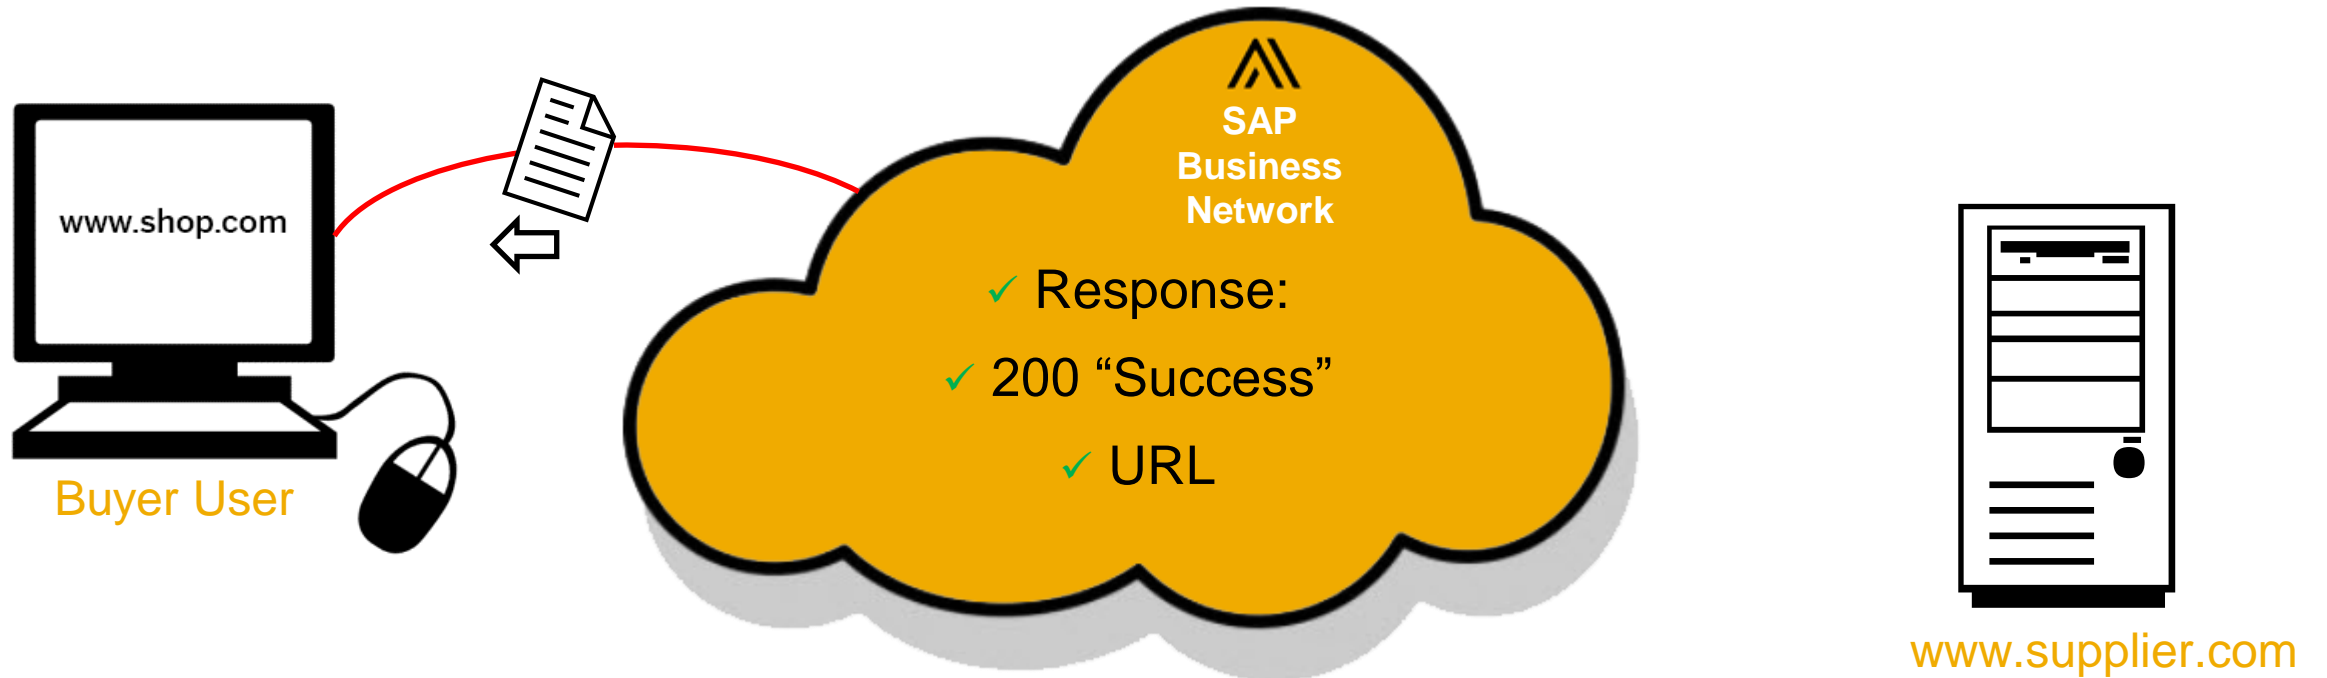 SAP
Business
Network
www.shop.com
Response:
200 “Success”
URL
Buyer User
www.supplier.com